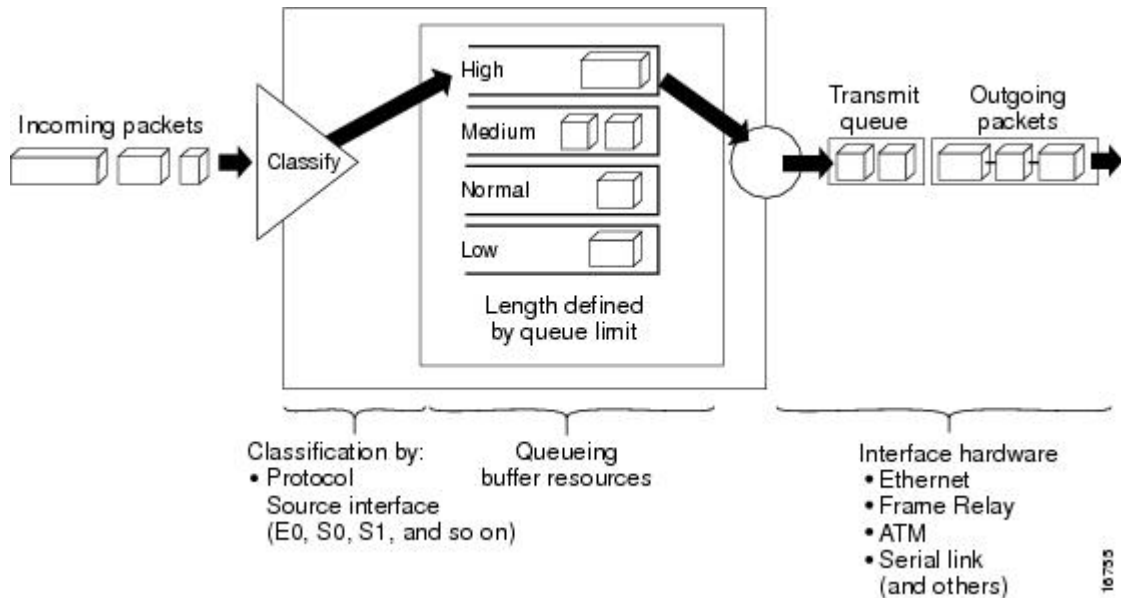 Incoming packets
Classify
High
Medium
Normal
Low
Length defined
by queue limit
Transmit
queue
Outgoing
packets
Classification by:
• Protocol
Source interface
(E0, S0, S1, and so on)
Queueing
buffer resources
Interface hardware
• Ethernet
• Frame Relay
• ATM
• Serial link
(and others)
16755